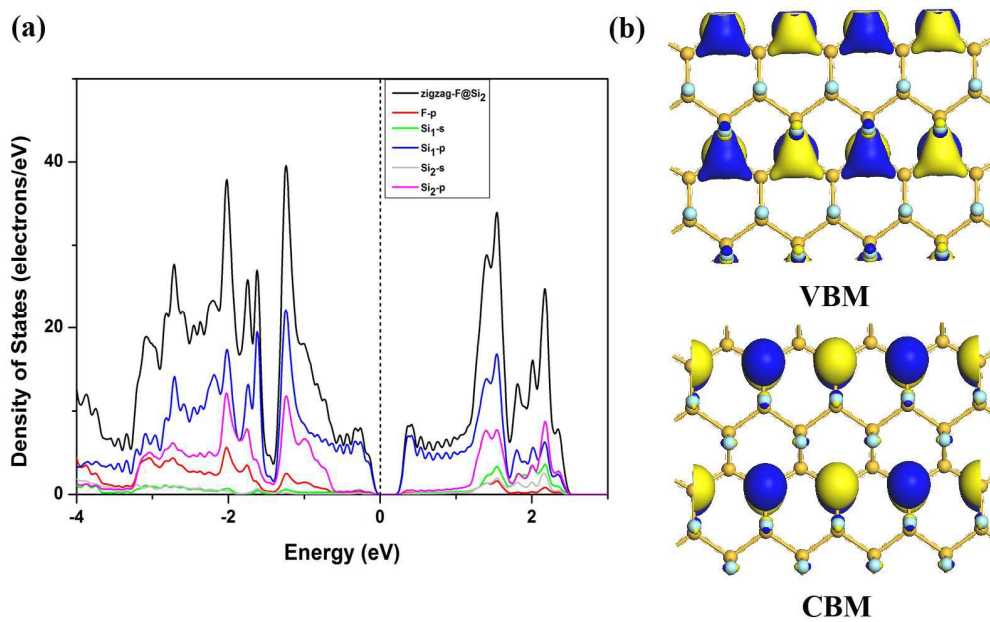 (a)
(b)
Density of States (electrons/eV)
40
20
0
-4
-2
0
2
Energy (eV)
zigzag-F@Si₂
F-p
Si₁-s
Si₁-p
Si₂-s
Si₂-p
VBM
CBM